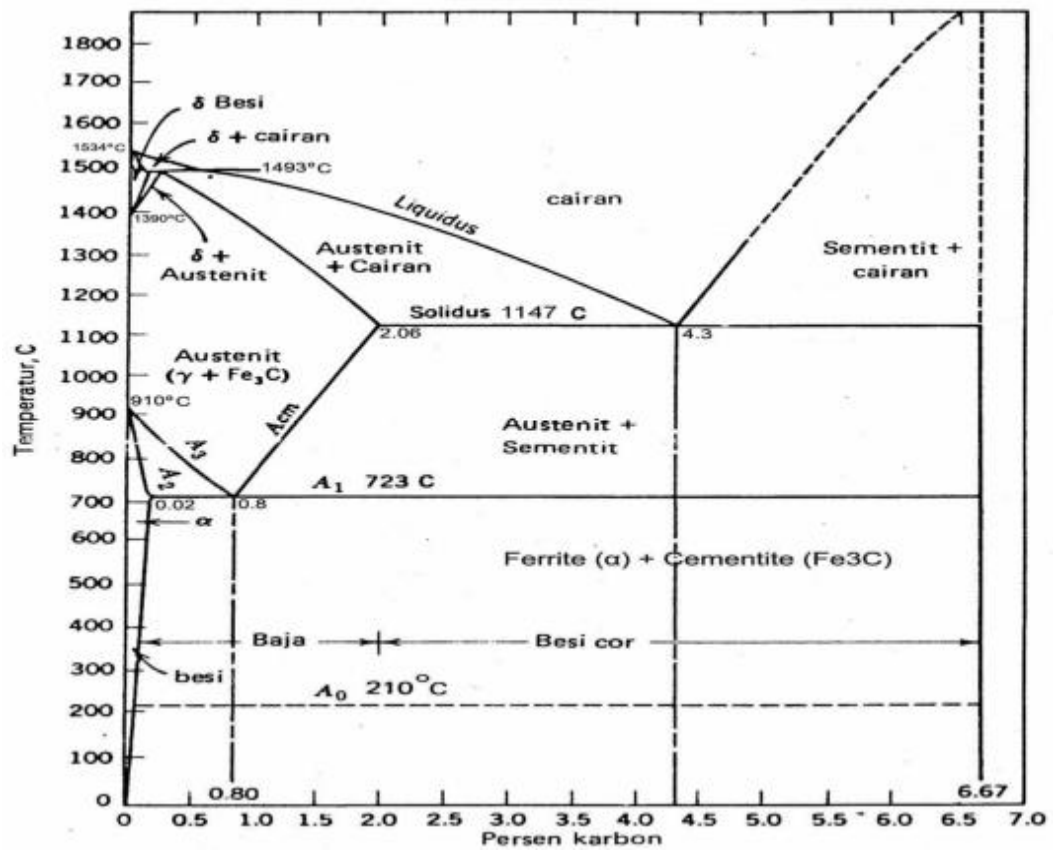 1800
1700
1600
1500
1400
1300
1200
1100
1000
900
800
700
600
500
400
300
200
100
0
Temperatur, C
δ Besi
δ + cairan
1534°C
1493°C
1390°C
δ +
Austenit
Liquidus
cairan
Austenit
+ Cairan
Sementit +
cairan
Solidus 1147 C
2.06
4.3
Austenit
(γ + Fe₃C)
910°C
Acm
A₃
A₂
Austenit +
Sementit
A₁ 723 C
0.02
0.8
α
Ferrite (α) + Cementite (Fe3C)
Baja
Besi cor
besi
A₀ 210°C
0.80
6.67
0 0.5 1.0 1.5 2.0 2.5 3.0 3.5 4.0 4.5 5.0 5.5 6.0 6.5 7.0
Persen karbon